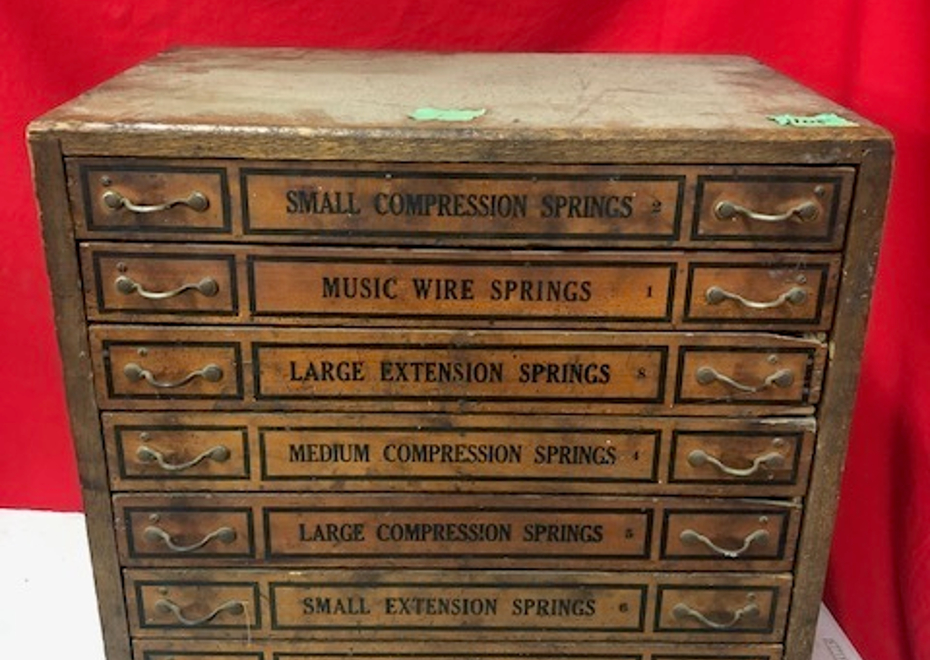 SMALL COMPRESSION SPRINGS 2
MUSIC WIRE SPRINGS 1
LARGE EXTENSION SPRINGS 8
MEDIUM COMPRESSION SPRINGS 4
LARGE COMPRESSION SPRINGS 5
SMALL EXTENSION SPRINGS 6